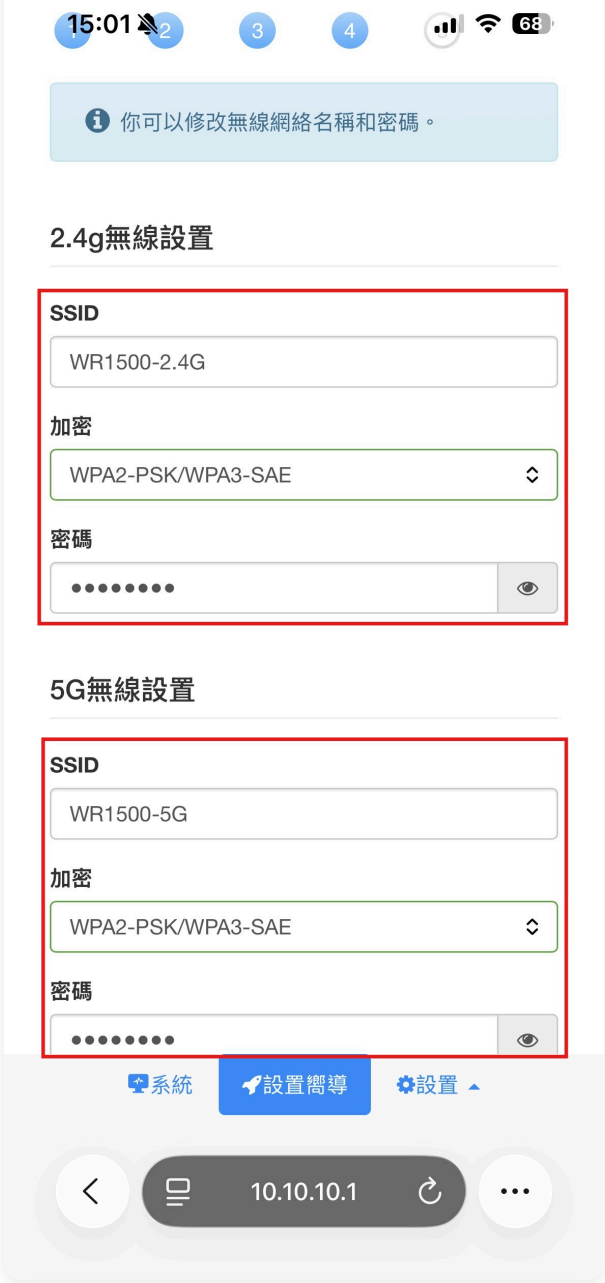 15:01
68
1 2 3 4
你可以修改無線網絡名稱和密碼。
2.4g無線設置
SSID
WR1500-2.4G
加密
WPA2-PSK/WPA3-SAE
密碼
••••••••
5G無線設置
SSID
WR1500-5G
加密
WPA2-PSK/WPA3-SAE
密碼
••••••••
系統 設置嚮導 設置
10.10.10.1